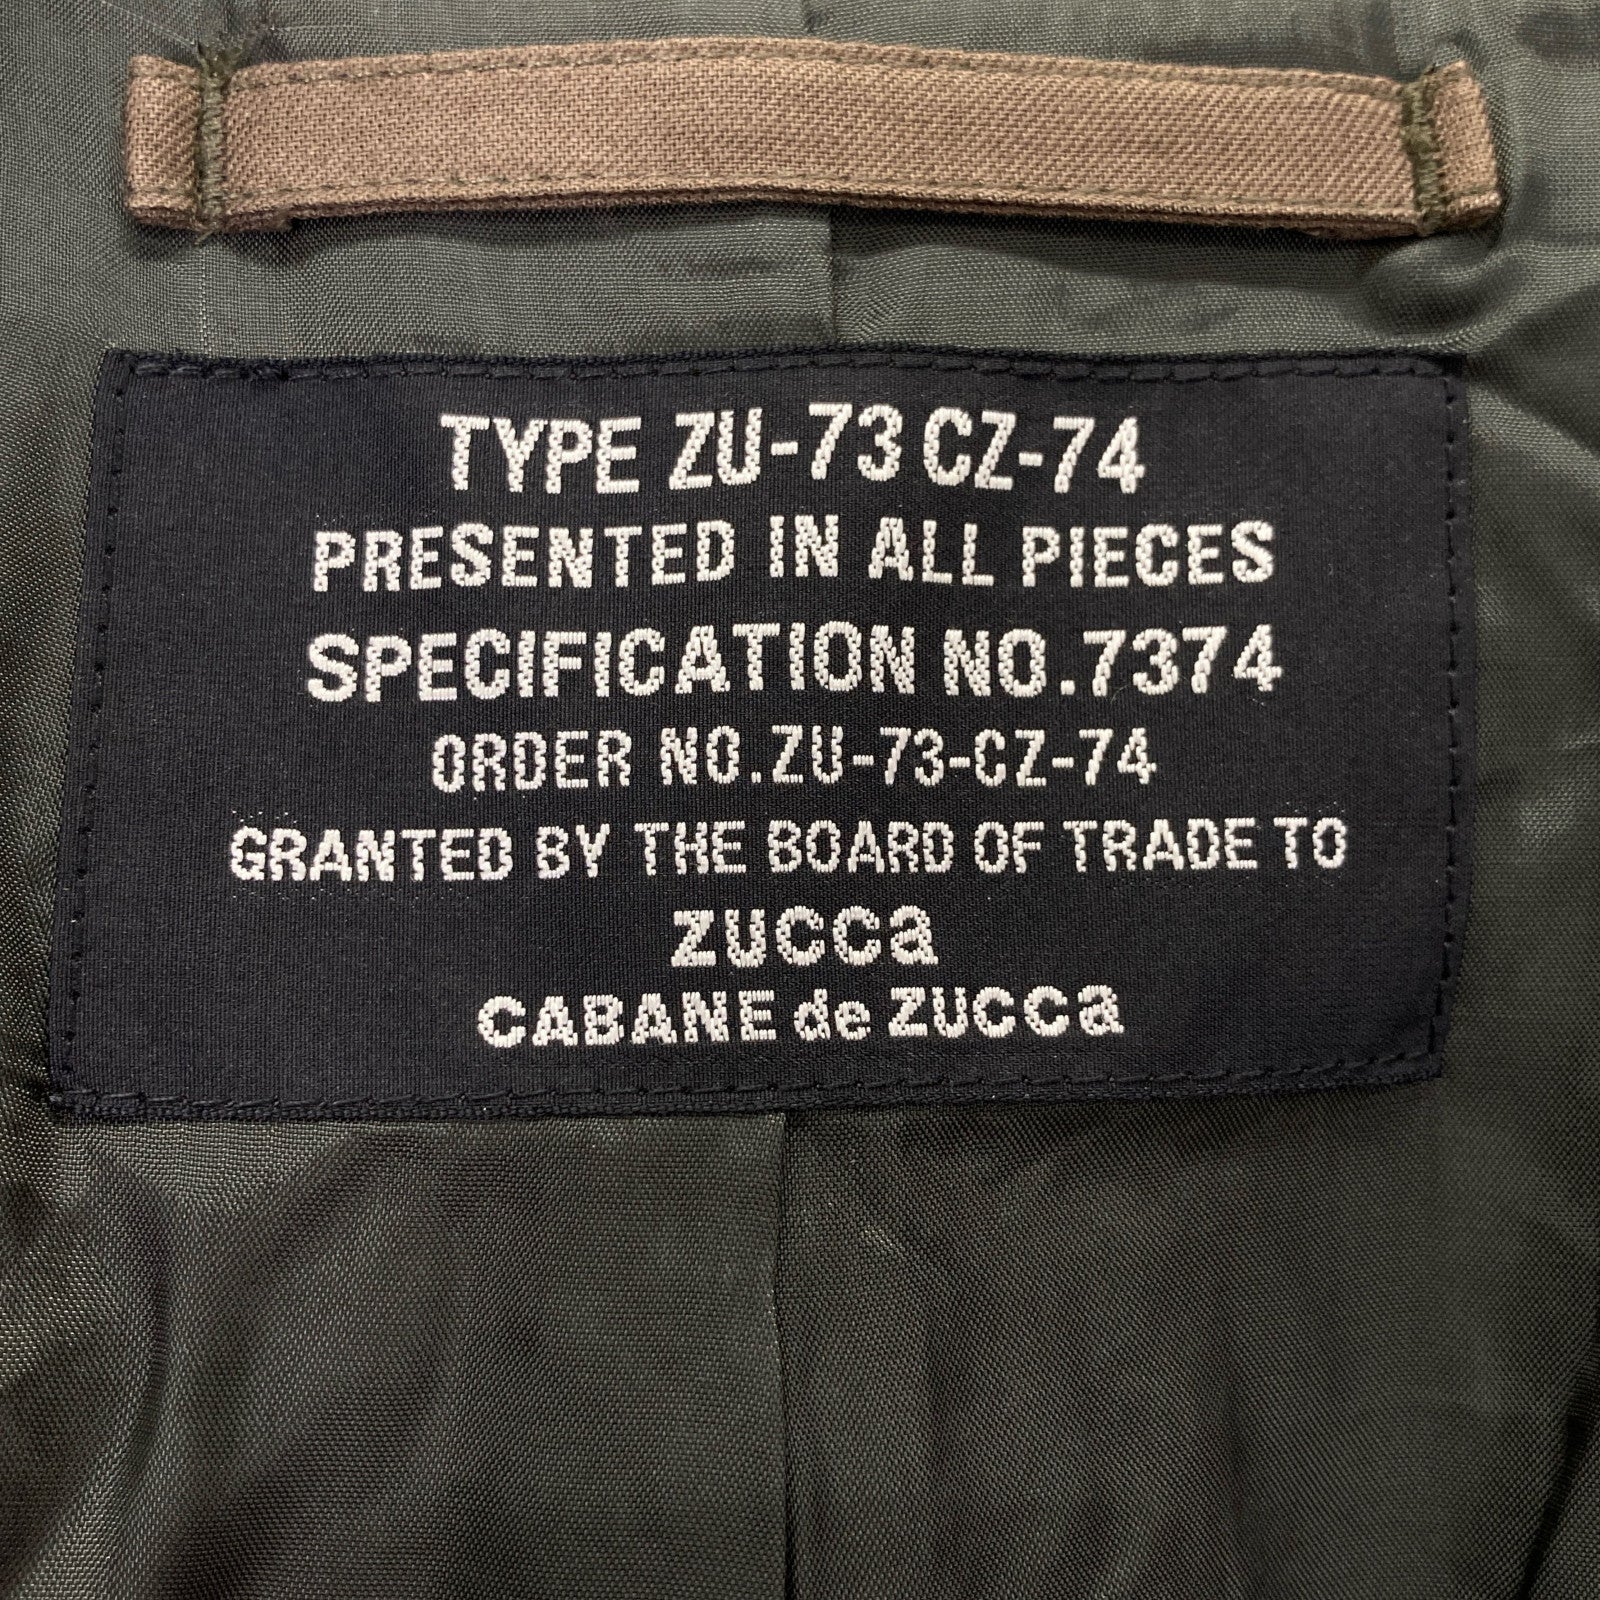 TYPE ZU-73 CZ-74
PRESENTED IN ALL PIECES
SPECIFICATION NO.7374
ORDER NO.ZU-73-CZ-74
GRANTED BY THE BOARD OF TRADE TO
ZUCCa
CABANE de ZUCCa